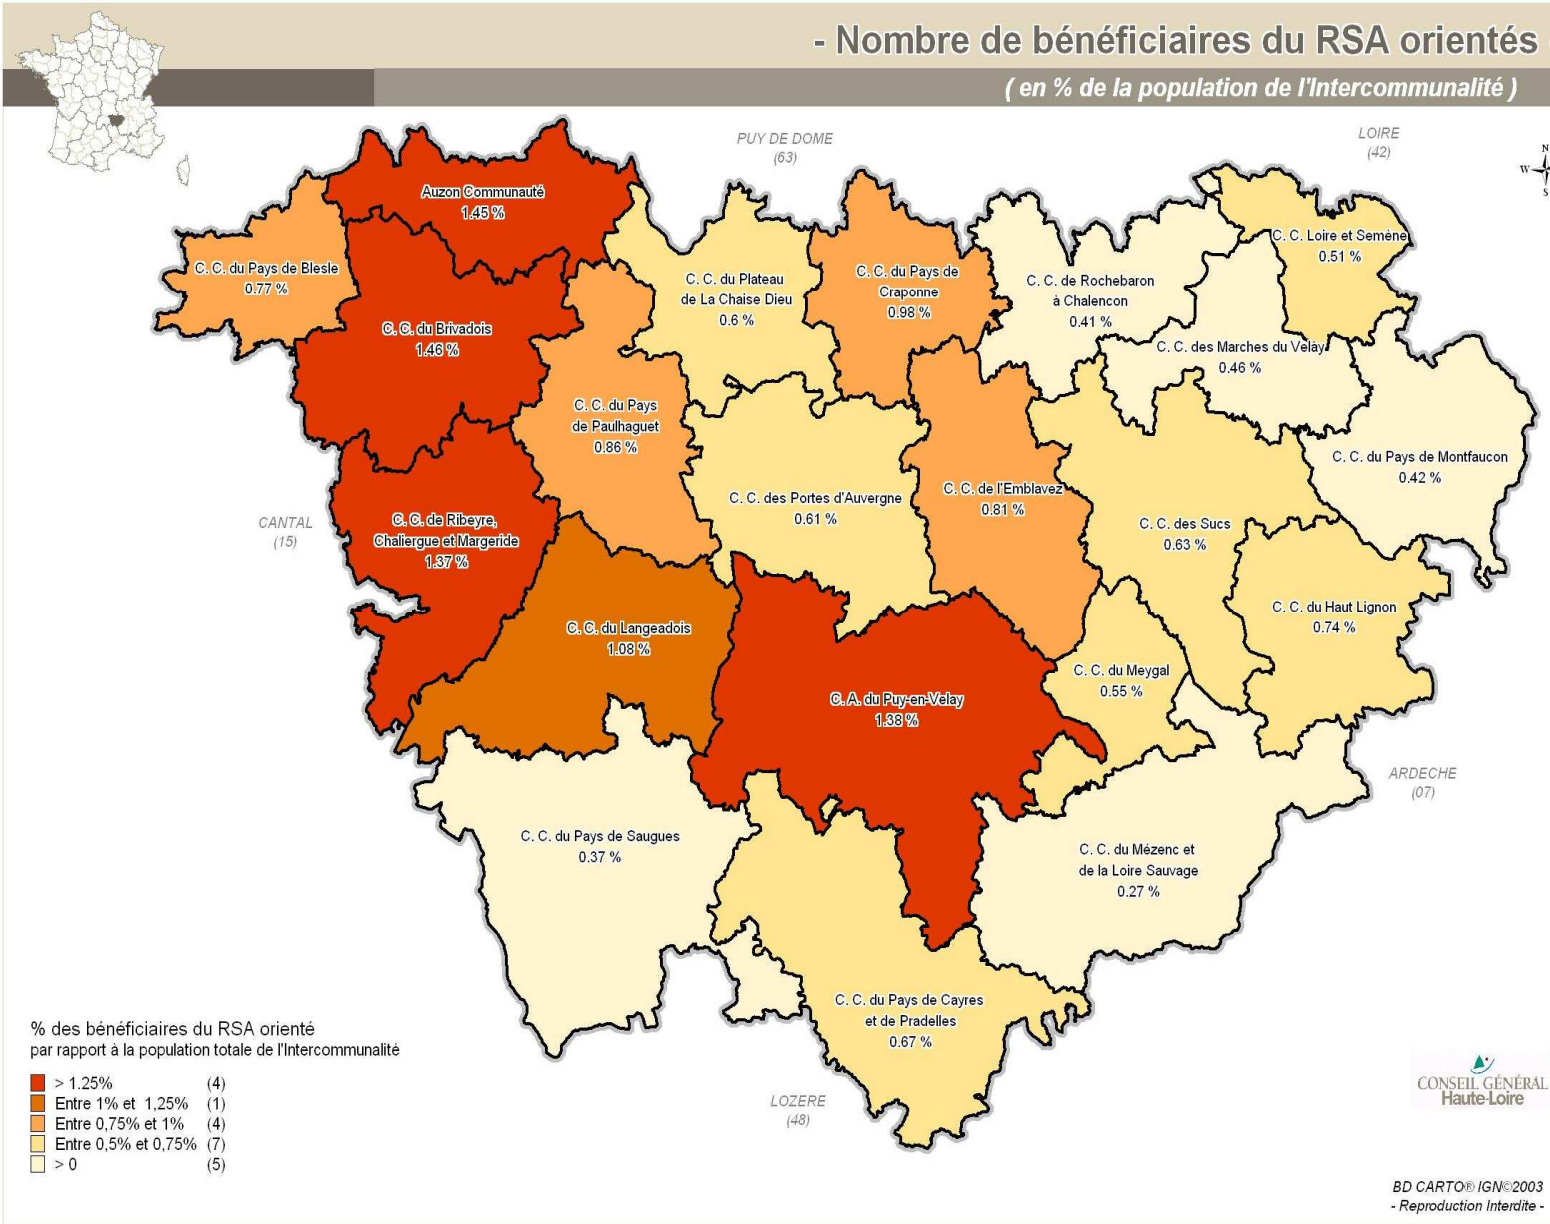 - Nombre de bénéficiaires du RSA orientés
( en % de la population de l'Intercommunalité )
PUY DE DOME
(63)
LOIRE
(42)
N
W
S
Auzon Communauté
1.45 %
C. C. du Pays de Blesle
0.77 %
C. C. du Brivadois
1.46 %
C. C. du Plateau
de La Chaise Dieu
0.6 %
C. C. du Pays de
Craponne
0.98 %
C. C. de Rochebaron
à Chalencon
0.41 %
C. C. Loire et Semène
0.51 %
C. C. des Marches du Velay
0.46 %
C. C. du Pays
de Paulhaguet
0.86 %
C. C. du Pays de Montfaucon
0.42 %
C. C. des Portes d'Auvergne
0.61 %
C. C. de l'Emblavez
0.81 %
C. C. des Sucs
0.63 %
CANTAL
(15)
C. C. de Ribeyre,
Chaliergue et Margeride
1.37 %
C. C. du Haut Lignon
0.74 %
C. C. du Langeadois
1.08 %
C. C. du Meygal
0.55 %
C. A. du Puy-en-Velay
1.38 %
ARDECHE
(07)
C. C. du Pays de Saugues
0.37 %
C. C. du Mézenc et
de la Loire Sauvage
0.27 %
C. C. du Pays de Cayres
et de Pradelles
0.67 %
LOZERE
(48)
% des bénéficiaires du RSA orienté
par rapport à la population totale de l'Intercommunalité
> 1.25% (4)
Entre 1% et 1,25% (1)
Entre 0,75% et 1% (4)
Entre 0,5% et 0,75% (7)
> 0 (5)
CONSEIL GÉNÉRAL
Haute-Loire
BD CARTO® IGN©2003
- Reproduction Interdite -